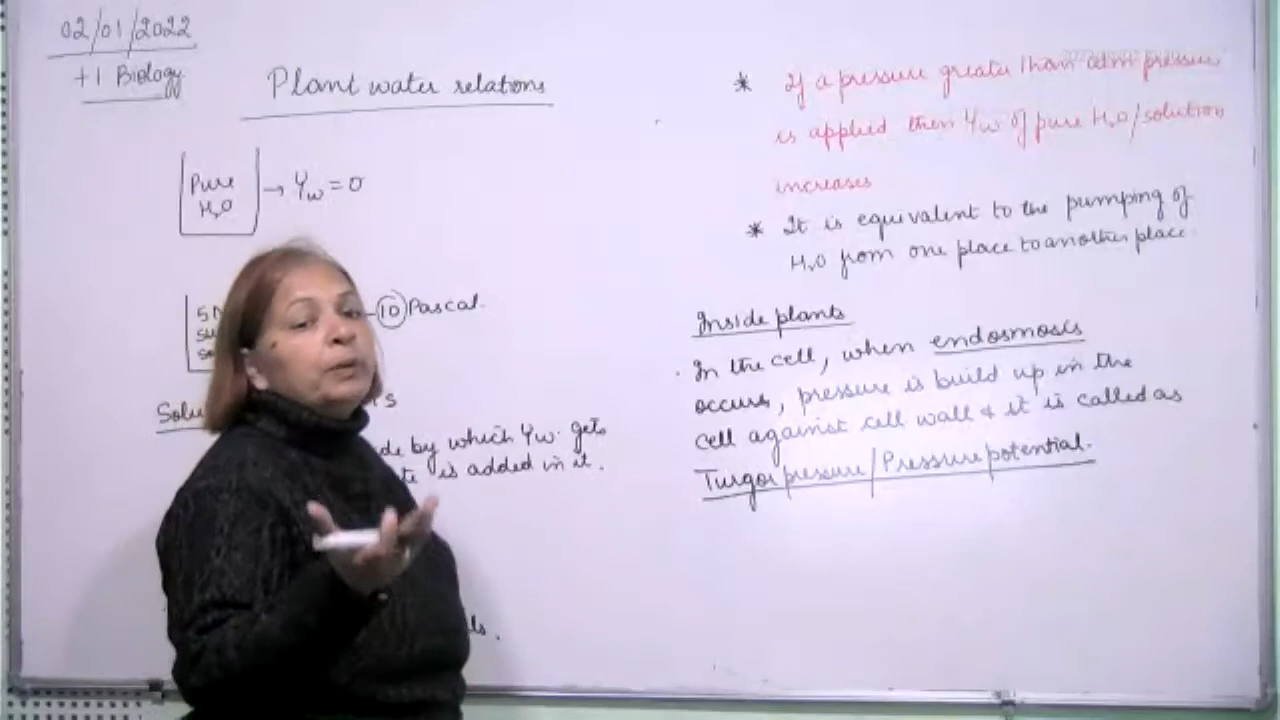 02/01/2022
+1 Biology
Plant water relations
Pure
H₂O
→ Ψw = 0
10 Pascal.
Solu
s
de by which Ψw gets
te is added in it.
ls.
* If a pressure greater than atm pressure
is applied then Ψw of pure H₂O/solution
increases
* It is equivalent to the pumping of
H₂O from one place to another place.
Inside plants
. In the cell, when endosmosis
occurs, pressure is build up in the
cell against cell wall & it is called as
Turgor pressure/Pressure potential.